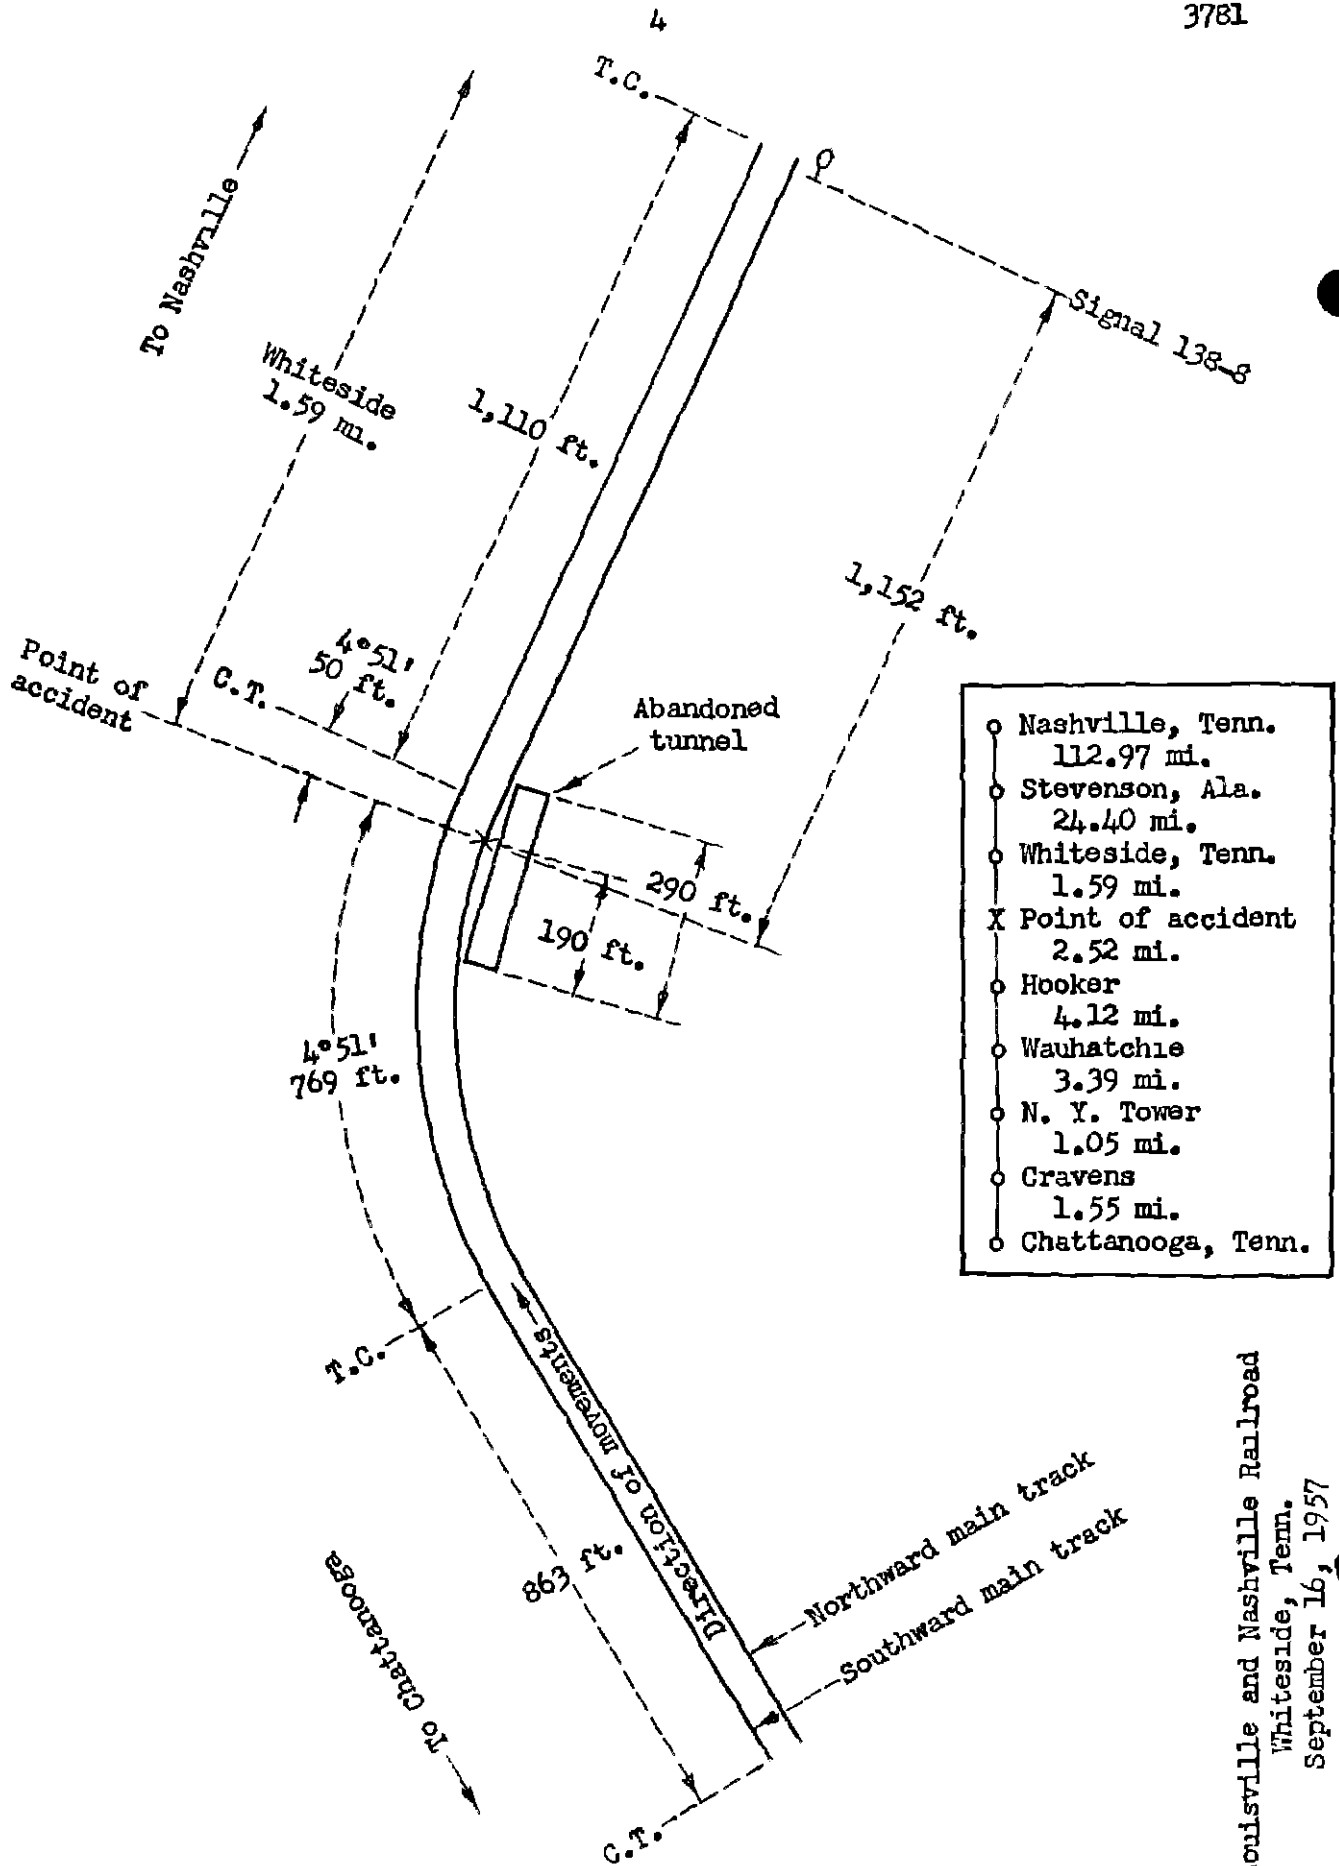 4
3781
T.C.
To Nashville
Signal 138-8
Whiteside
1.59 mi.
1,110 ft.
1,152 ft.
4°51'
50 ft.
Point of
accident
C.T.
Abandoned
tunnel
290 ft.
190 ft.
Nashville, Tenn.
112.97 mi.
Stevenson, Ala.
24.40 mi.
Whiteside, Tenn.
1.59 mi.
X Point of accident
2.52 mi.
Hooker
4.12 mi.
Wauhatchie
3.39 mi.
N. Y. Tower
1.05 mi.
Cravens
1.55 mi.
Chattanooga, Tenn.
4°51'
769 ft.
T.C.
Direction of movements
863 ft.
To Chattanooga
Northward main track
Southward main track
C.T.
ouisville and Nashville Railroad
Whiteside, Tenn.
September 16, 1957